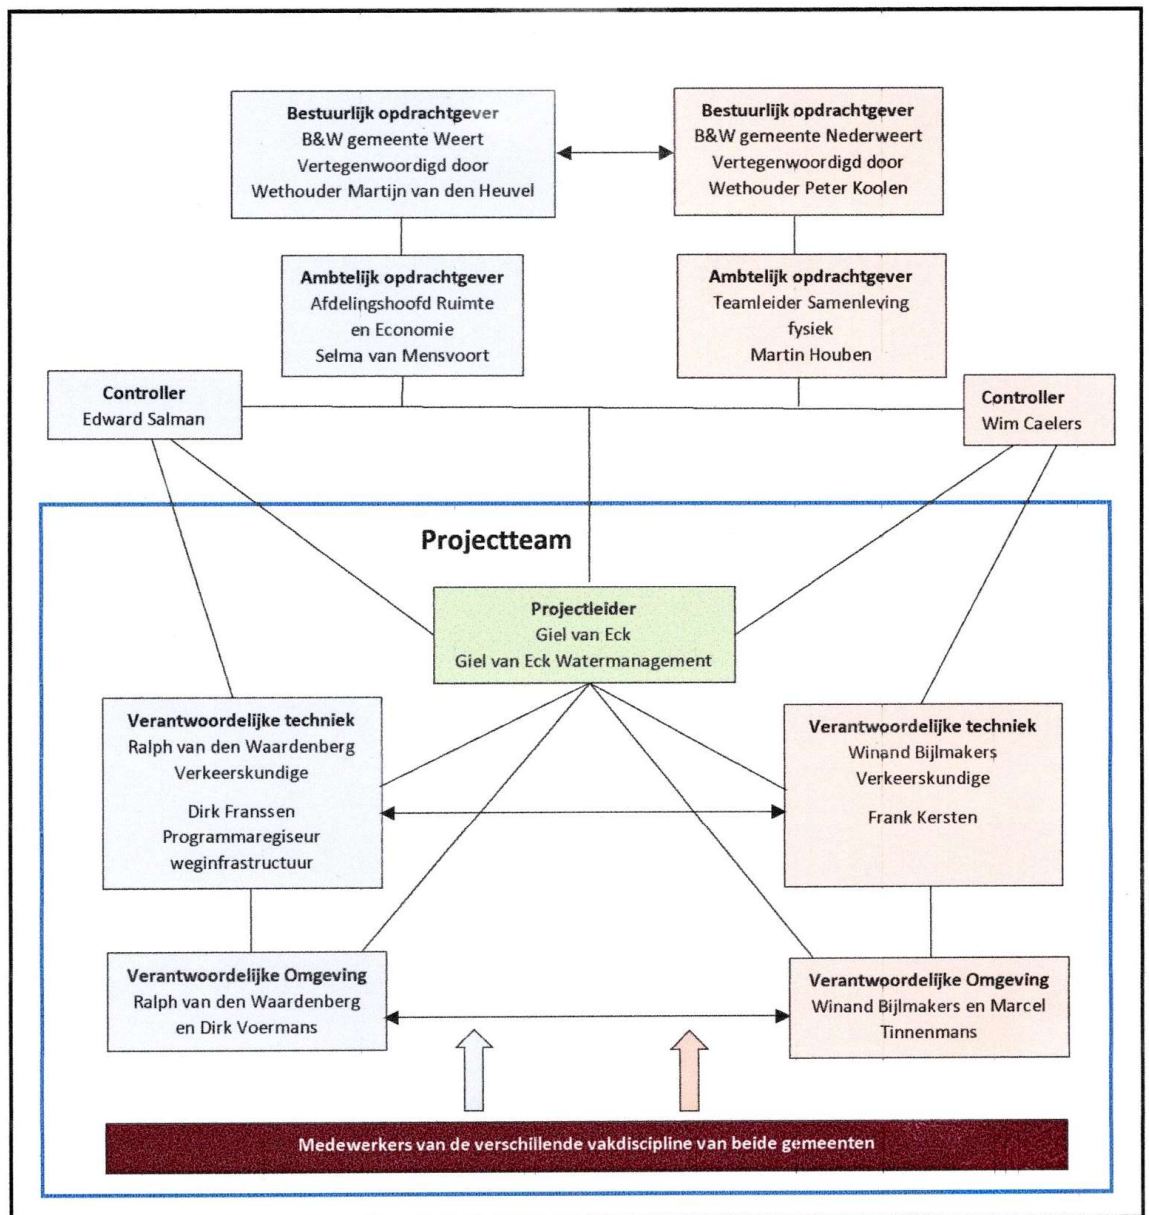 Bestuurlijk opdrachtgever
B&W gemeente Weert
Vertegenwoordigd door
Wethouder Martijn van den Heuvel
Bestuurlijk opdrachtgever
B&W gemeente Nederweert
Vertegenwoordigd door
Wethouder Peter Koolen
Ambtelijk opdrachtgever
Afdelingshoofd Ruimte
en Economie
Selma van Mensvoort
Ambtelijk opdrachtgever
Teamleider Samenleving
fysiek
Martin Houben
Controller
Edward Salman
Controller
Wim Caelers
Projectteam
Projectleider
Giel van Eck
Giel van Eck Watermanagement
Verantwoordelijke techniek
Ralph van den Waardenberg
Verkeerskundige
Dirk Franssen
Programmaregiseur
weginfrastructuur
Verantwoordelijke techniek
Winand Bijlmakers
Verkeerskundige
Frank Kersten
Verantwoordelijke Omgeving
Ralph van den Waardenberg
en Dirk Voermans
Verantwoordelijke Omgeving
Winand Bijlmakers en Marcel
Tinnenmans
Medewerkers van de verschillende vakdiscipline van beide gemeenten